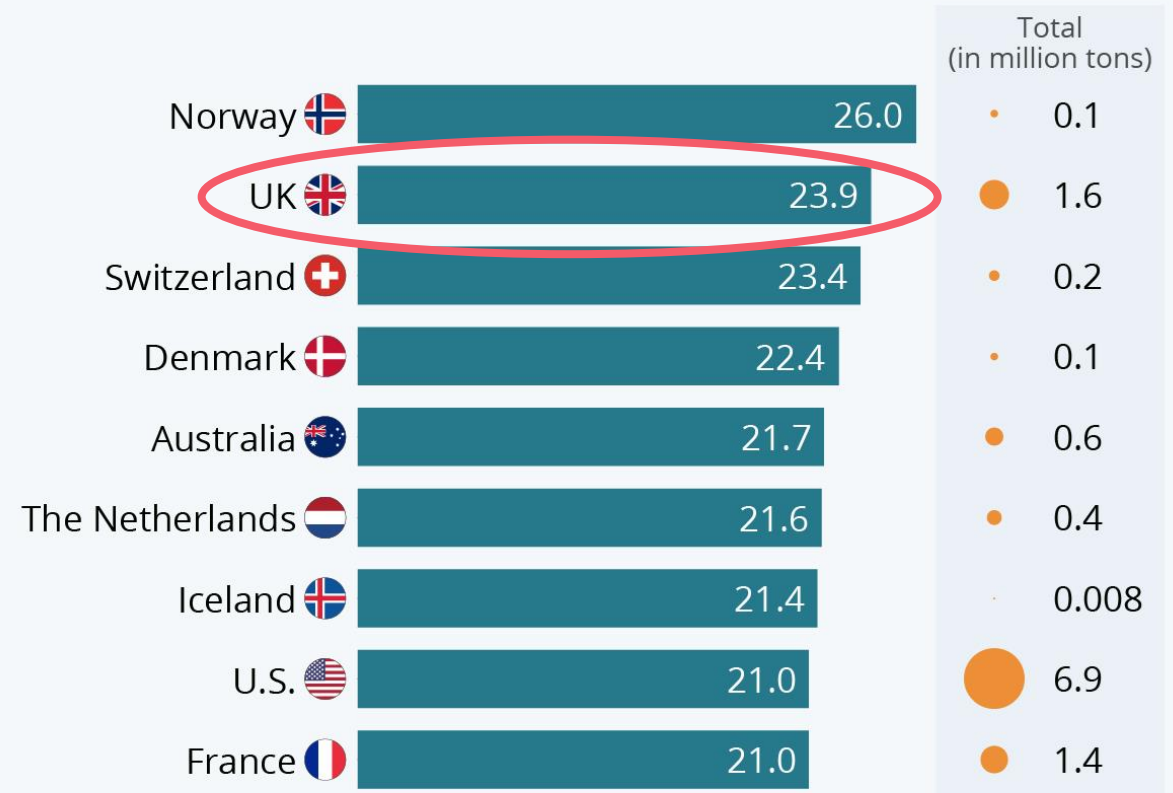 Total
(in million tons)
Norway 26.0 0.1
UK 23.9 1.6
Switzerland 23.4 0.2
Denmark 22.4 0.1
Australia 21.7 0.6
The Netherlands 21.6 0.4
Iceland 21.4 0.008
U.S. 21.0 6.9
France 21.0 1.4